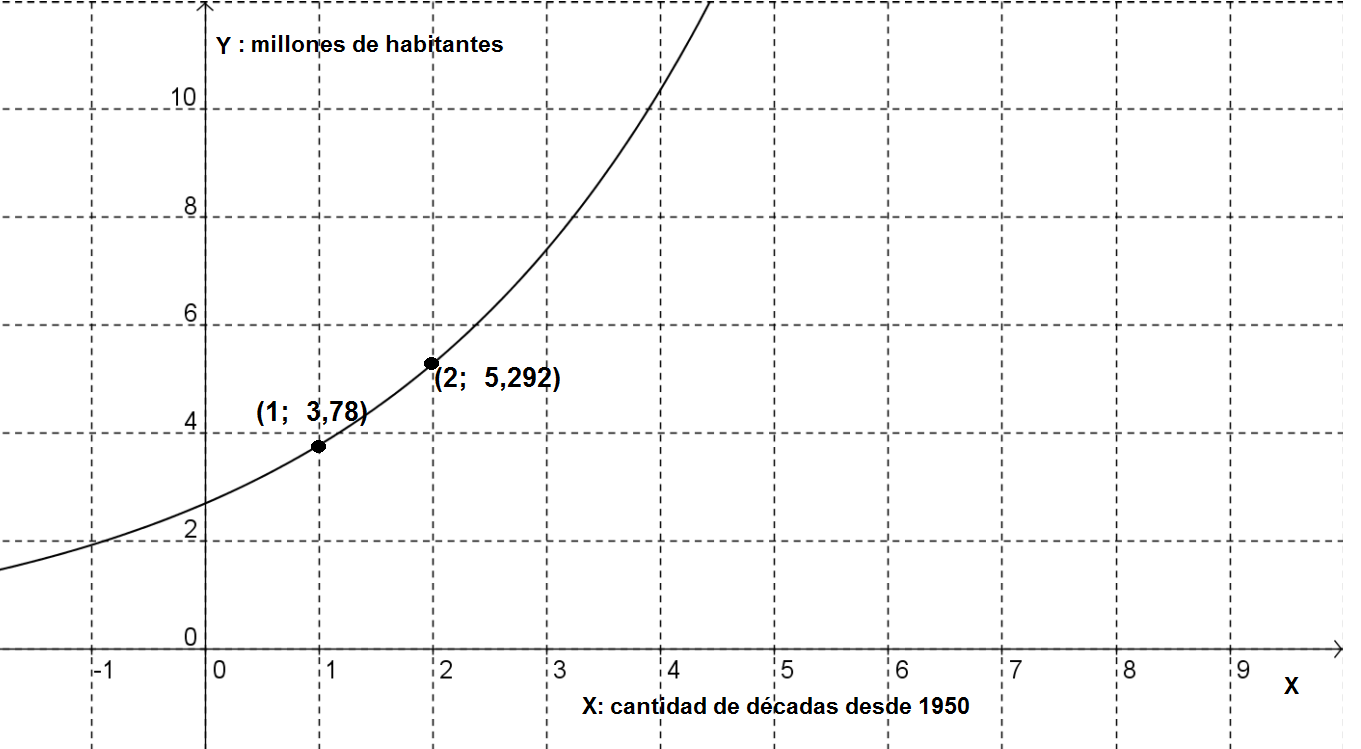 Y : millones de habitantes
10
8
6
(2; 5,292)
4
(1; 3,78)
2
0
-1 0 1 2 3 4 5 6 7 8 9
X
X: cantidad de décadas desde 1950